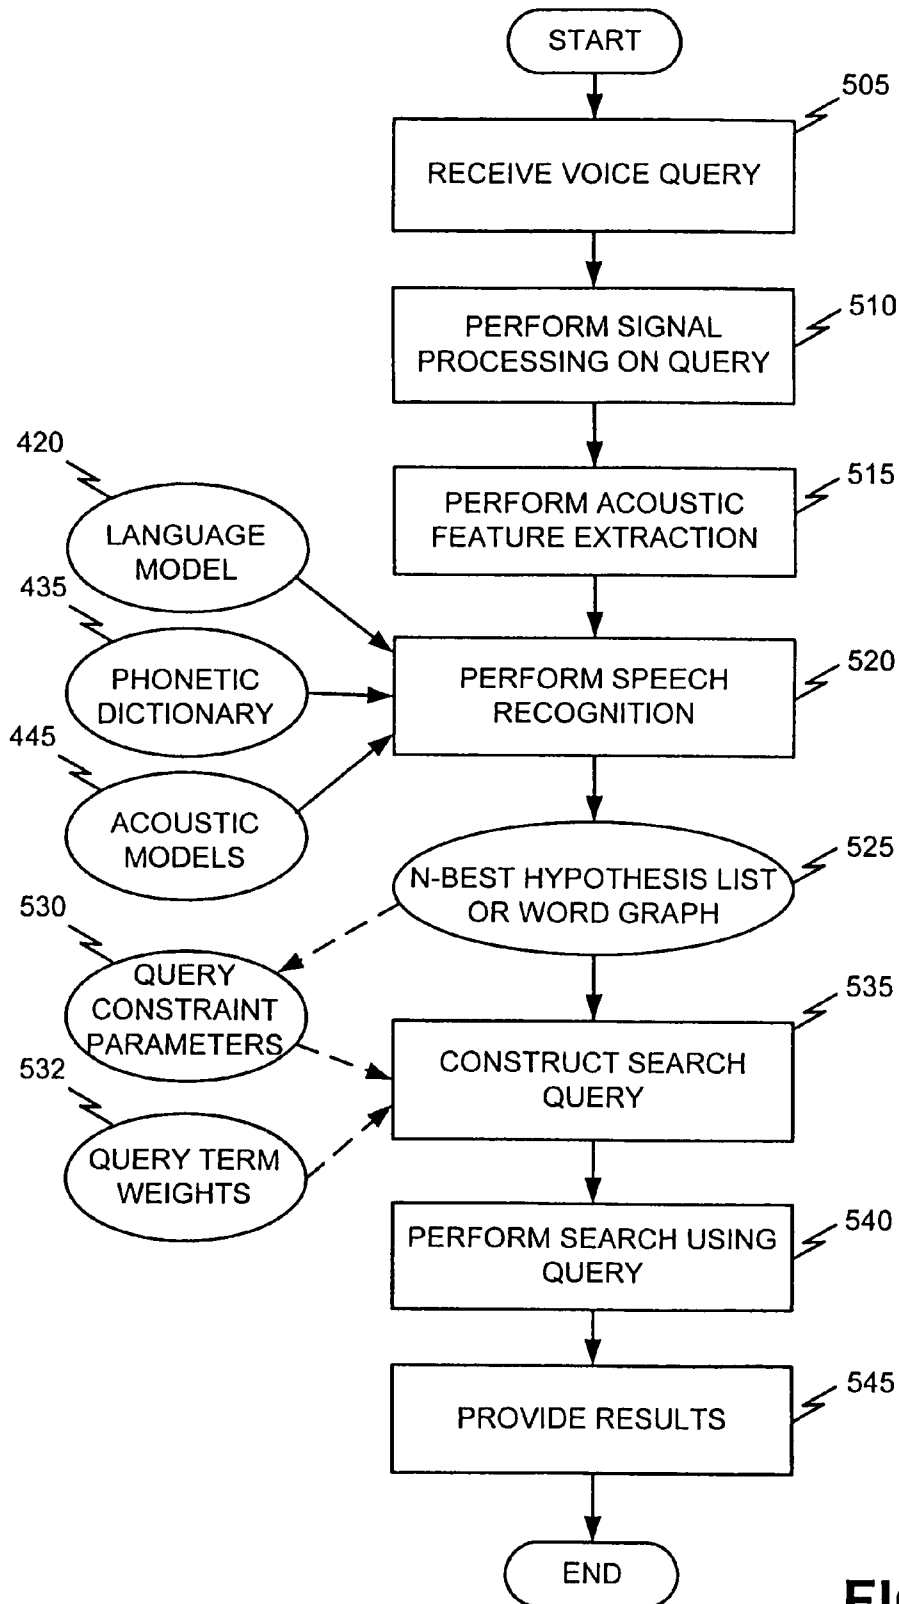 START
505
RECEIVE VOICE QUERY
510
PERFORM SIGNAL
PROCESSING ON QUERY
420
515
LANGUAGE
MODEL
PERFORM ACOUSTIC
FEATURE EXTRACTION
435
520
PHONETIC
DICTIONARY
PERFORM SPEECH
RECOGNITION
445
ACOUSTIC
MODELS
525
N-BEST HYPOTHESIS LIST
OR WORD GRAPH
530
QUERY
CONSTRAINT
PARAMETERS
535
CONSTRUCT SEARCH
QUERY
532
QUERY TERM
WEIGHTS
540
PERFORM SEARCH USING
QUERY
545
PROVIDE RESULTS
END